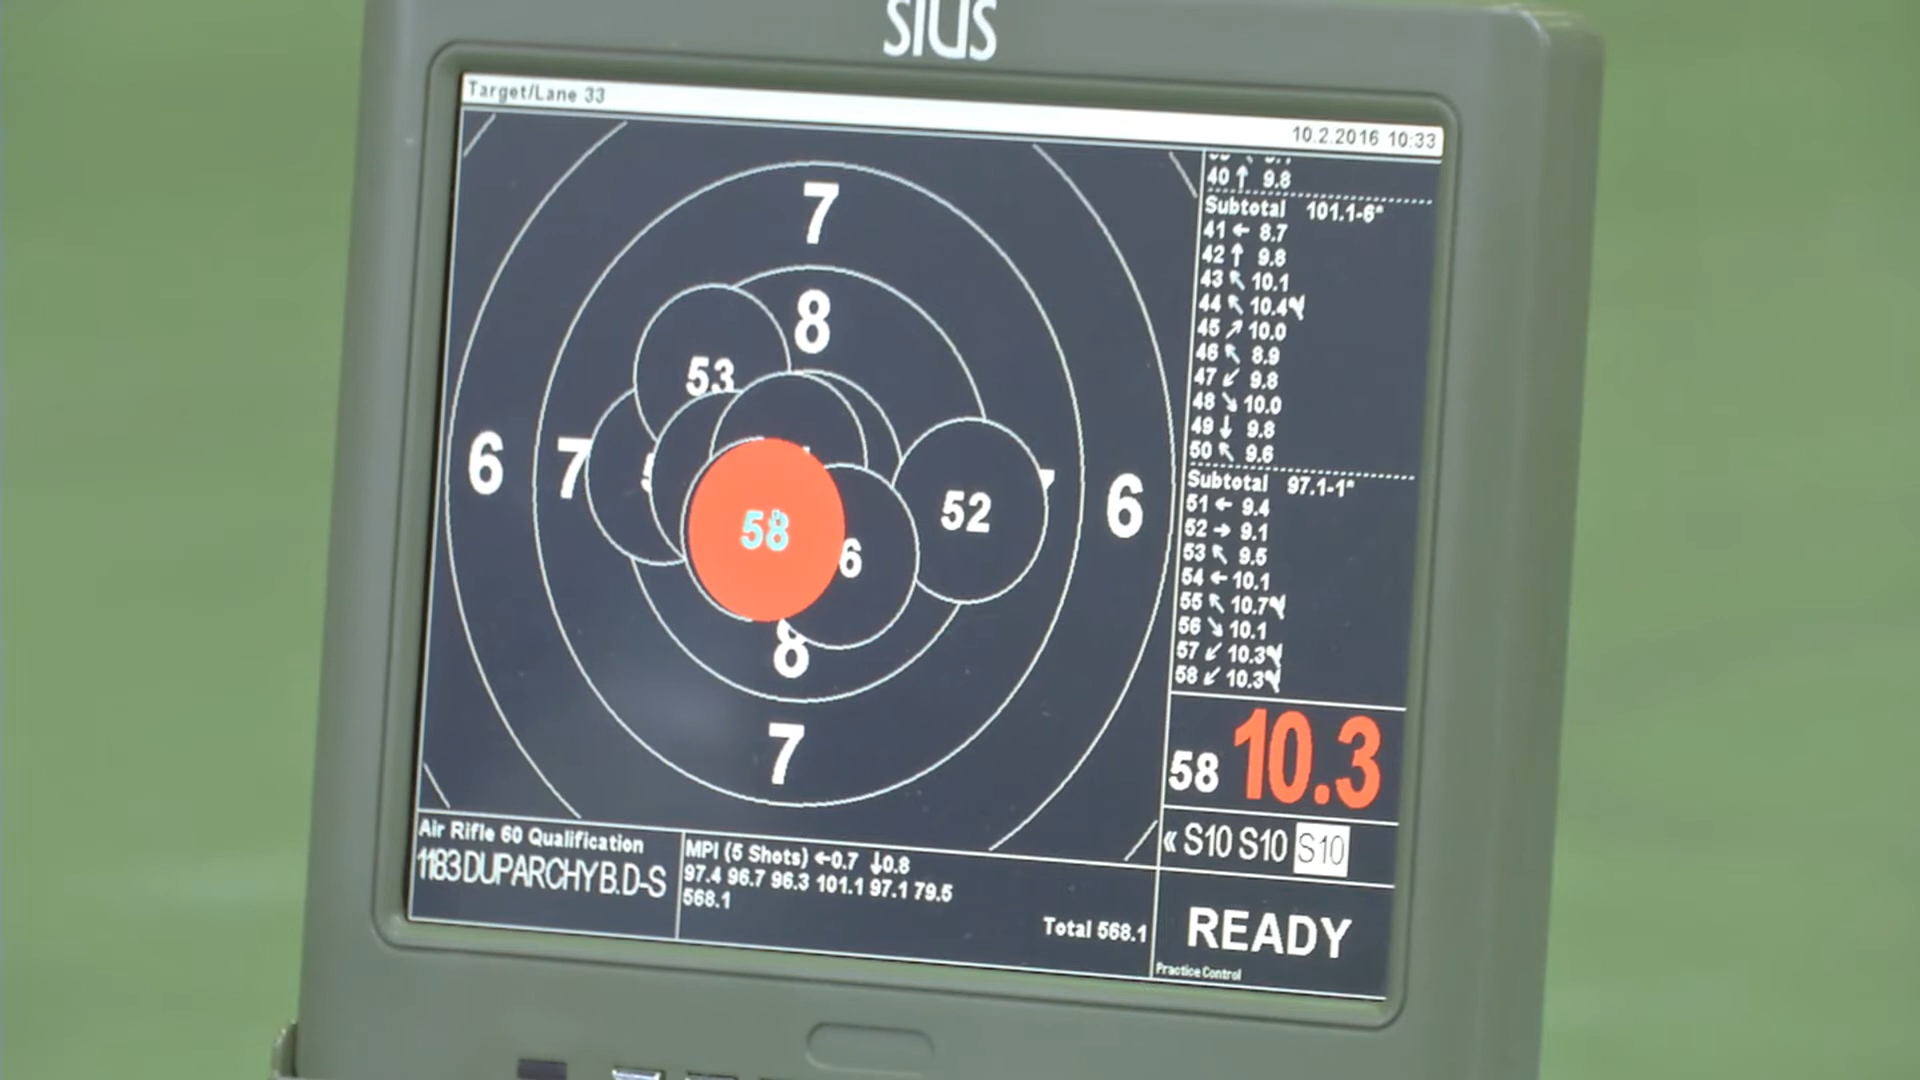 SIUS
Target/Lane 33
10.2.2016 10:33
7
8
53
6
7
52
6
58
6
8
7
40 ↑ 9.8
Subtotal 101.1-6*
41 ← 8.7
42 ↑ 9.8
43 ↖ 10.1
44 ↖ 10.4*
45 ↗ 10.0
46 ↖ 8.9
47 ↙ 9.8
48 ↘ 10.0
49 ↓ 9.8
50 ↖ 9.6
Subtotal 97.1-1*
51 ← 9.4
52 → 9.1
53 ↖ 9.5
54 ← 10.1
55 ↖ 10.7*
56 ↘ 10.1
57 ↙ 10.3*
58 ↙ 10.3*
58 10.3
« S10 S10 S10
Air Rifle 60 Qualification
1183 DUPARCHY B. D-S
MPI (5 Shots) ←0.7 ↓0.8
97.4 96.7 96.3 101.1 97.1 79.5
568.1
Total 568.1
READY
Practice Control